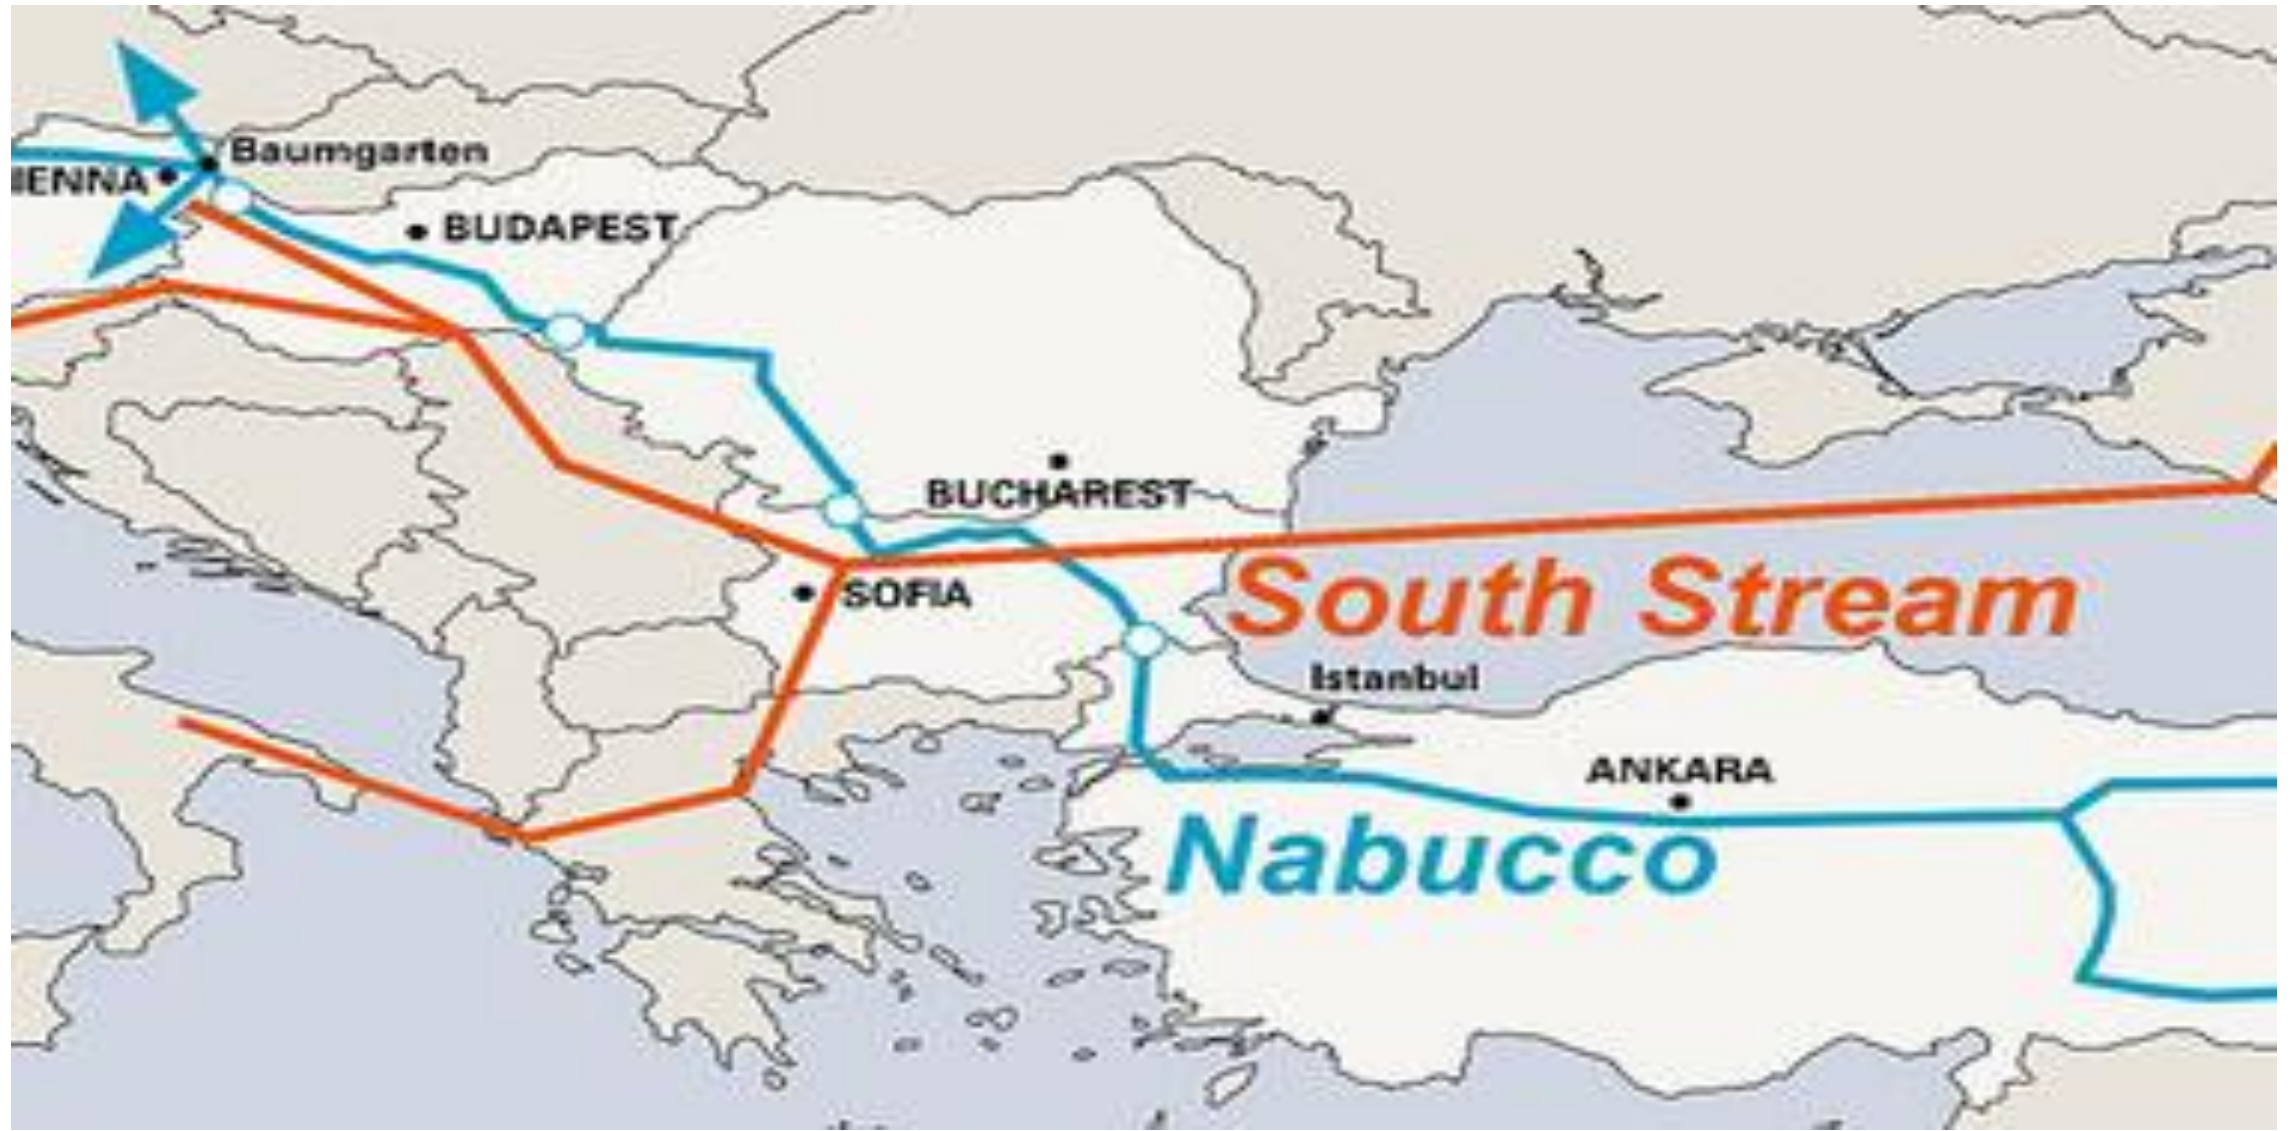 Baumgarten
IENNA
BUDAPEST
BUCHAREST
SOFIA
South Stream
Istanbul
ANKARA
Nabucco